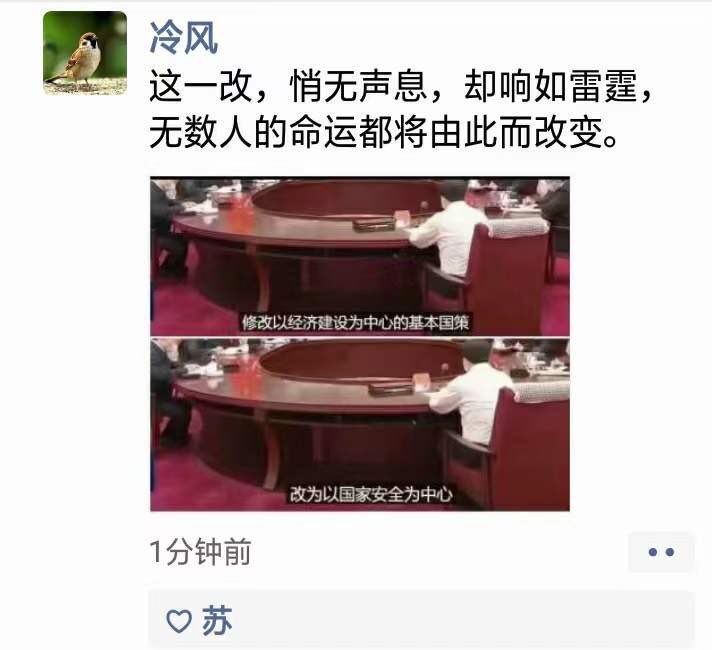 冷风
这一改，悄无声息，却响如雷霆，
无数人的命运都将由此而改变。
修改以经济建设为中心的基本国策
改为以国家安全为中心
1分钟前
苏